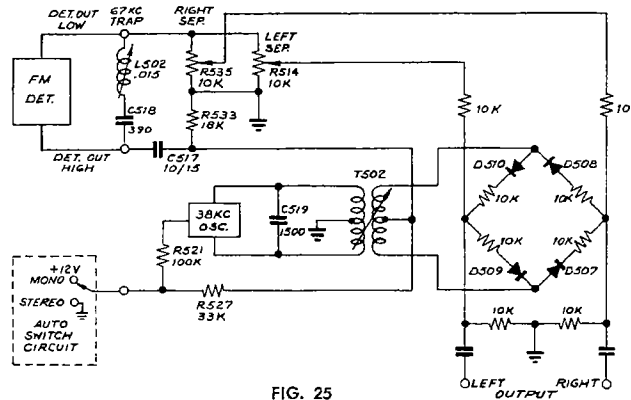 DET. OUT
LOW
67KC
TRAP
RIGHT
SEP.
LEFT
SEP.
FM
DET.
L502
.015
C518
390
R535
10K
R514
10K
R533
18K
DET. OUT
HIGH
C517
10/15
10K
10
T502
38KC
OSC.
C519
1500
R521
100K
D510
D508
10K
10K
10K
10K
D509
D507
+12V
MONO
STEREO
AUTO
SWITCH
CIRCUIT
R527
33K
10K
10K
LEFT
RIGHT
OUTPUT
FIG. 25